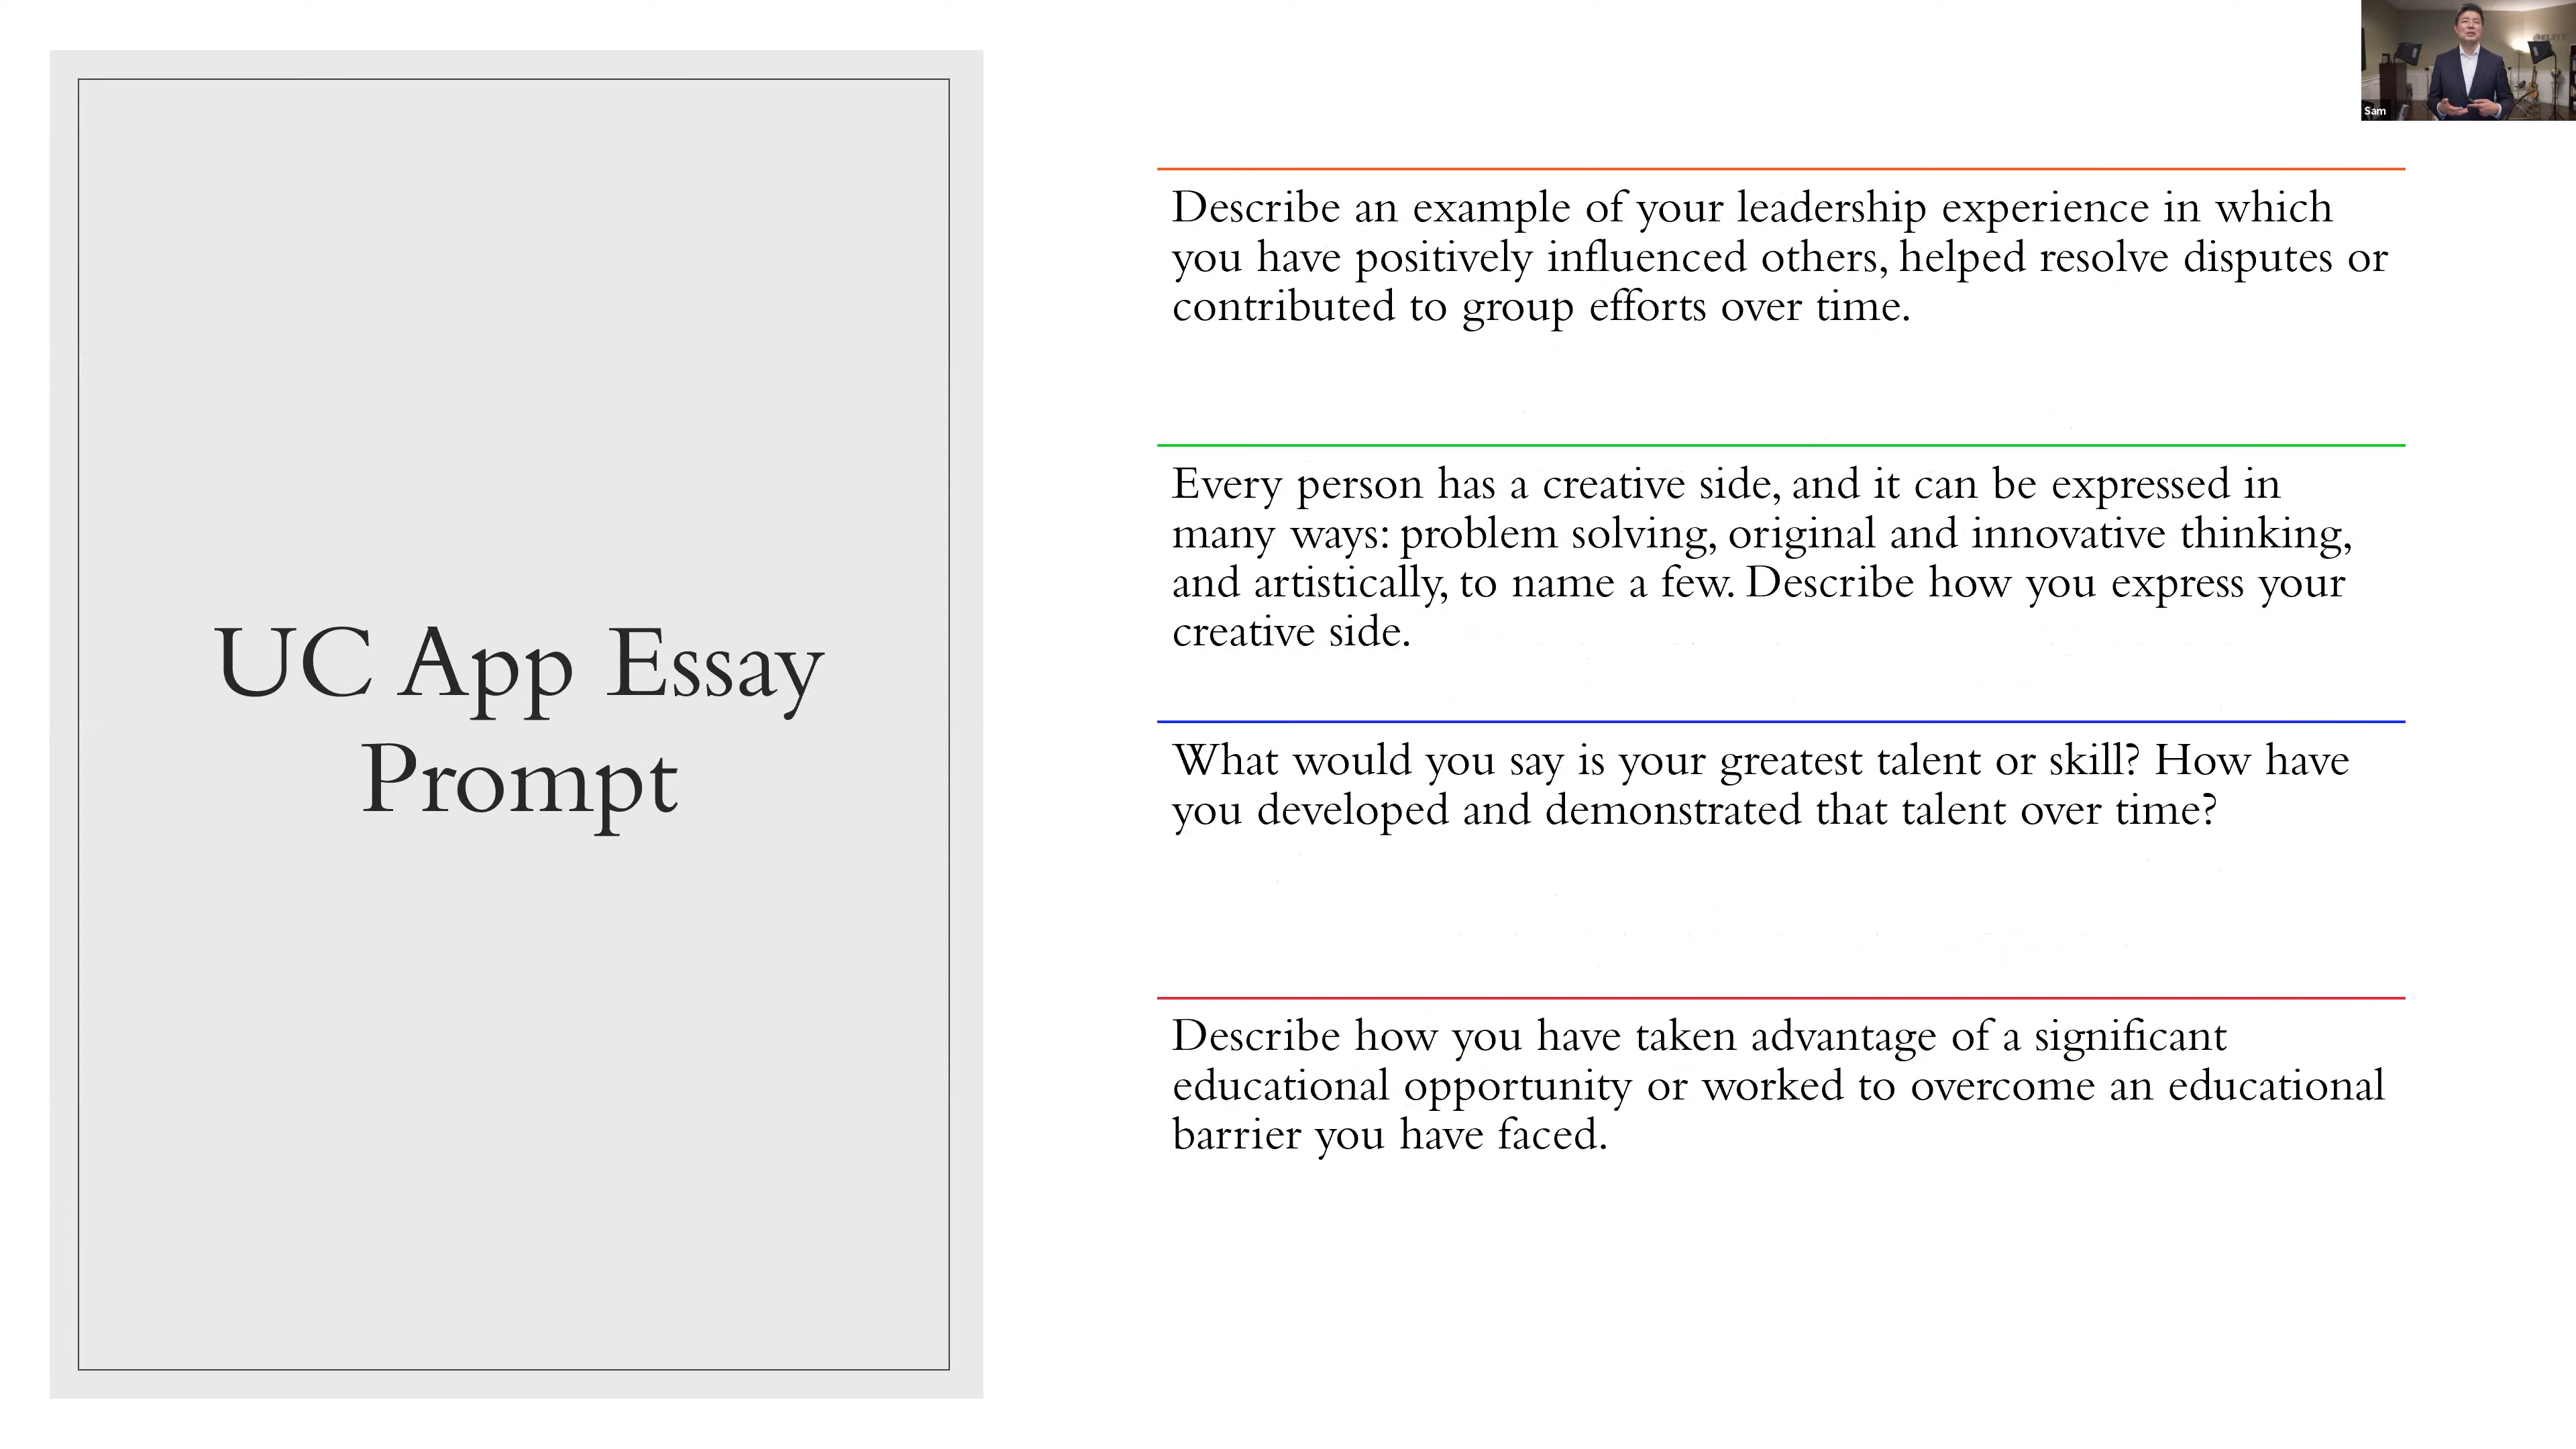 UC App Essay
Prompt
Describe an example of your leadership experience in which
you have positively influenced others, helped resolve disputes or
contributed to group efforts over time.
Every person has a creative side, and it can be expressed in
many ways: problem solving, original and innovative thinking,
and artistically, to name a few. Describe how you express your
creative side.
What would you say is your greatest talent or skill? How have
you developed and demonstrated that talent over time?
Describe how you have taken advantage of a significant
educational opportunity or worked to overcome an educational
barrier you have faced.
Sam